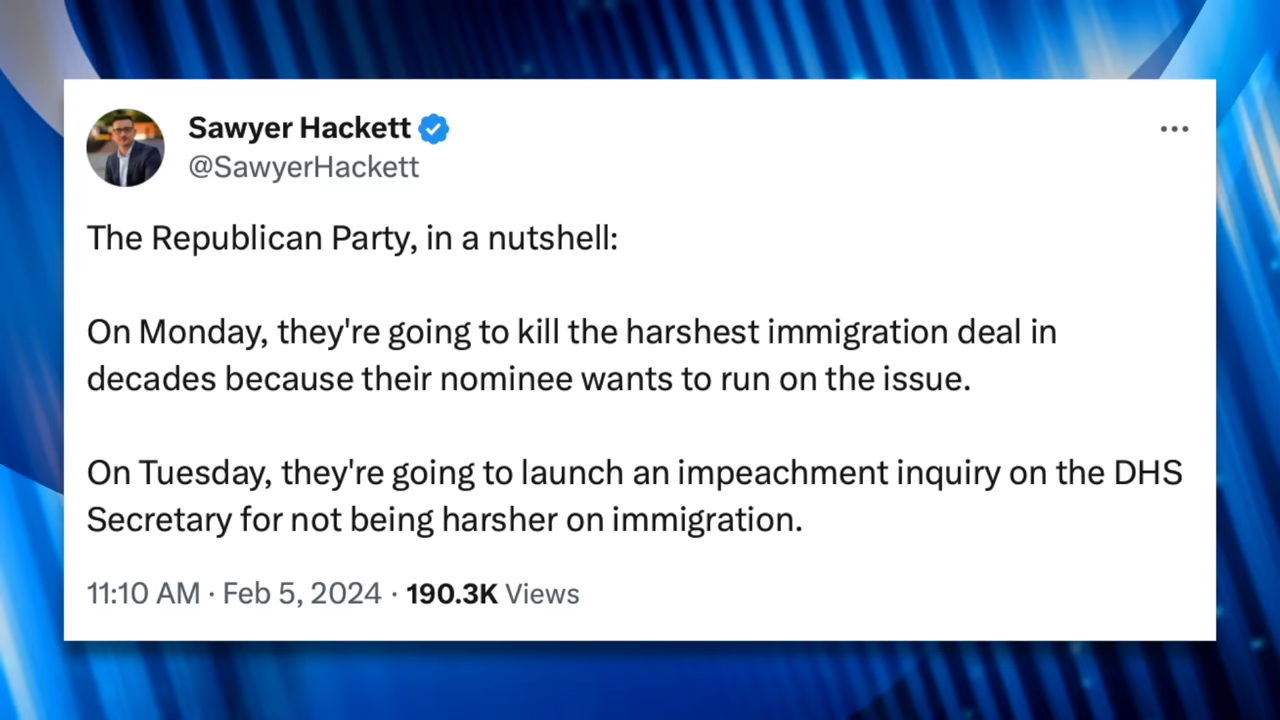 Sawyer Hackett
@SawyerHackett
The Republican Party, in a nutshell:
On Monday, they're going to kill the harshest immigration deal in
decades because their nominee wants to run on the issue.
On Tuesday, they're going to launch an impeachment inquiry on the DHS
Secretary for not being harsher on immigration.
11:10 AM · Feb 5, 2024 · 190.3K Views